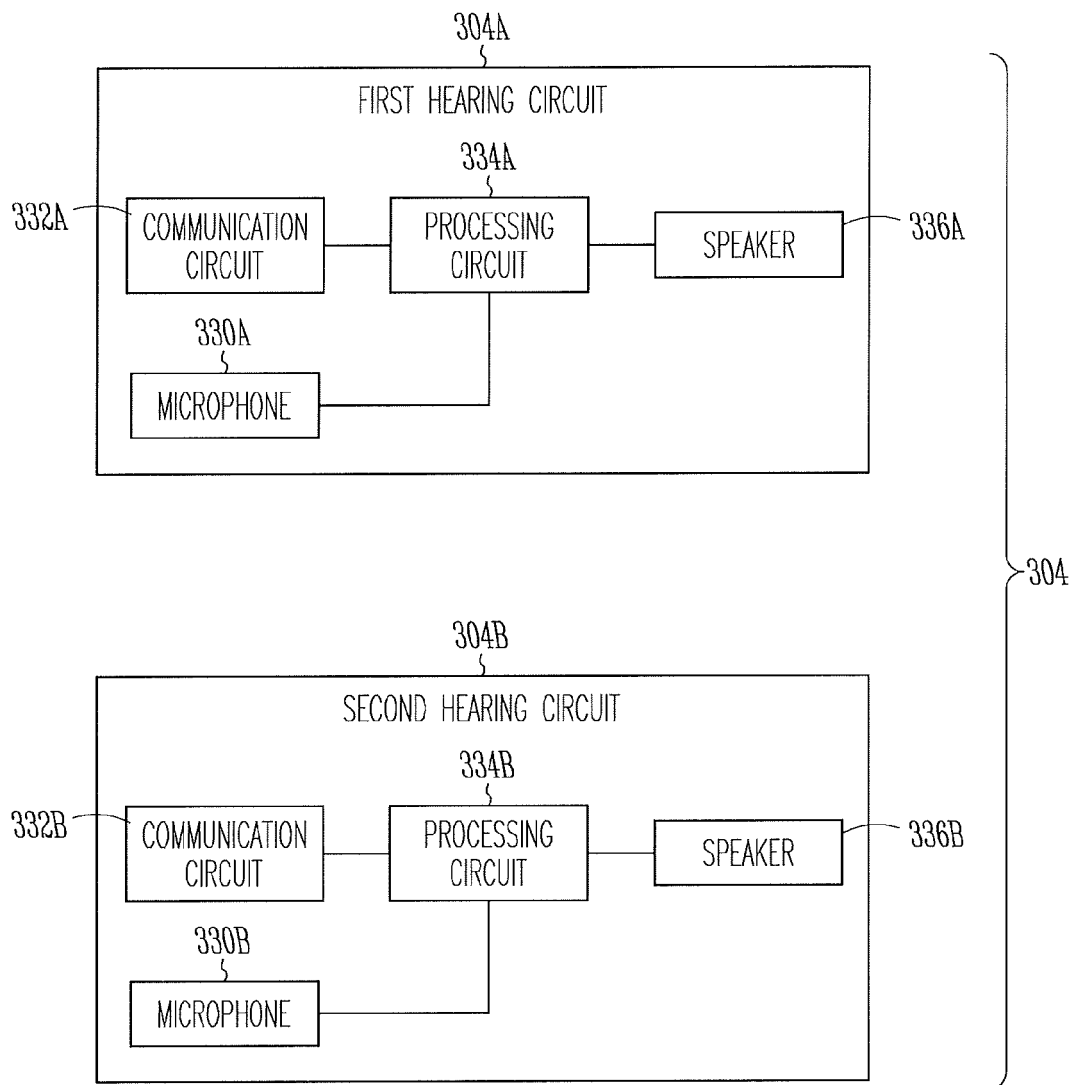 304A
FIRST HEARING CIRCUIT
334A
332A
COMMUNICATION
CIRCUIT
PROCESSING
CIRCUIT
SPEAKER
336A
330A
MICROPHONE
304
304B
SECOND HEARING CIRCUIT
334B
332B
COMMUNICATION
CIRCUIT
PROCESSING
CIRCUIT
SPEAKER
336B
330B
MICROPHONE